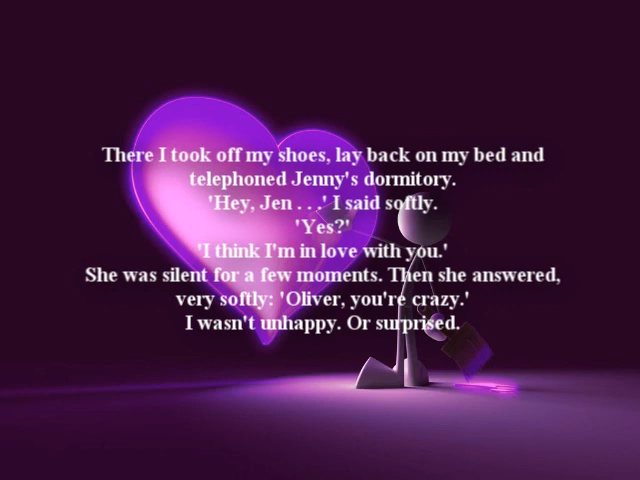 There I took off my shoes, lay back on my bed and
telephoned Jenny's dormitory.
'Hey, Jen . . .' I said softly.
'Yes?'
'I think I'm in love with you.'
She was silent for a few moments. Then she answered,
very softly: 'Oliver, you're crazy.'
I wasn't unhappy. Or surprised.